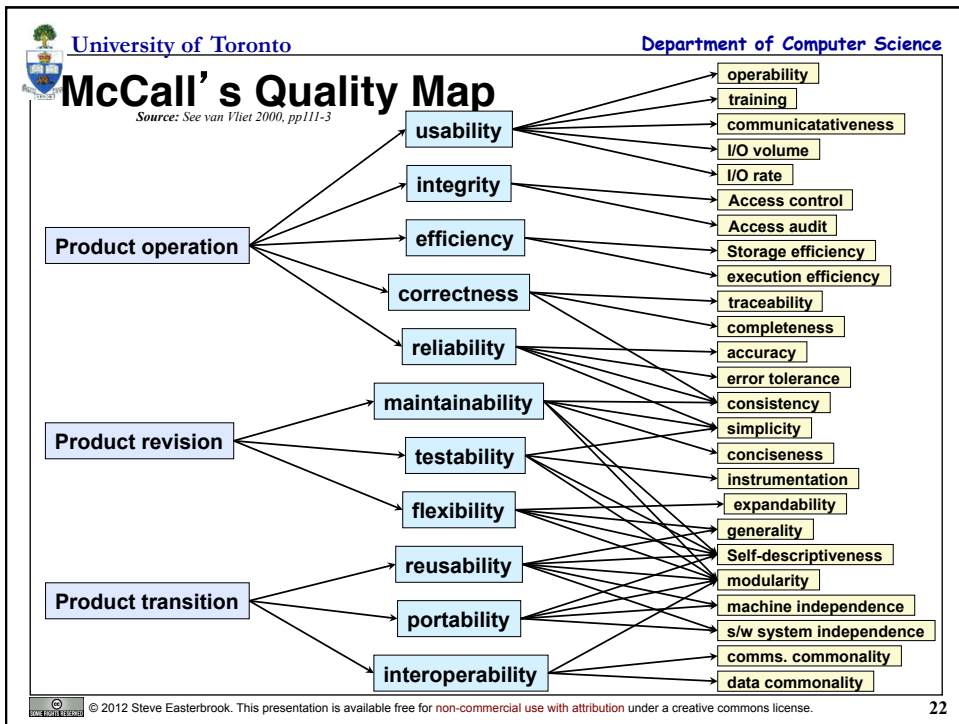 University of Toronto
Department of Computer Science
McCall's Quality Map
Source: See van Vliet 2000, pp111-3
Product operation
Product revision
Product transition
usability
integrity
efficiency
correctness
reliability
maintainability
testability
flexibility
reusability
portability
interoperability
operability
training
communicatativeness
I/O volume
I/O rate
Access control
Access audit
Storage efficiency
execution efficiency
traceability
completeness
accuracy
error tolerance
consistency
simplicity
conciseness
instrumentation
expandability
generality
Self-descriptiveness
modularity
machine independence
s/w system independence
comms. commonality
data commonality
SOME RIGHTS RESERVED
© 2012 Steve Easterbrook. This presentation is available free for non-commercial use with attribution under a creative commons license.
22